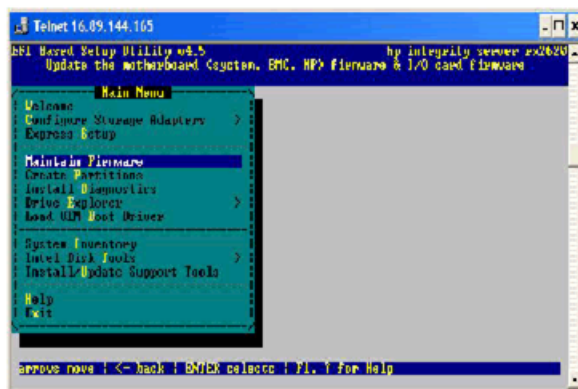 Telnet 16.89.144.165
EFI Based Setup Utility v4.5 hp integrity server rx2620
Update the motherboard (system, BMC, MP) firmware & I/O card firmware
Main Menu
Welcome
Configure Storage Adapters >
Express Setup
Maintain Firmware
Create Partitions
Install Diagnostics
Drive Explorer >
Load UIM Boot Driver
System Inventory
Intel Disk Tools >
Install/Update Support Tools
Help
Exit
arrows move | <- back | ENTER selects | F1, ? for Help